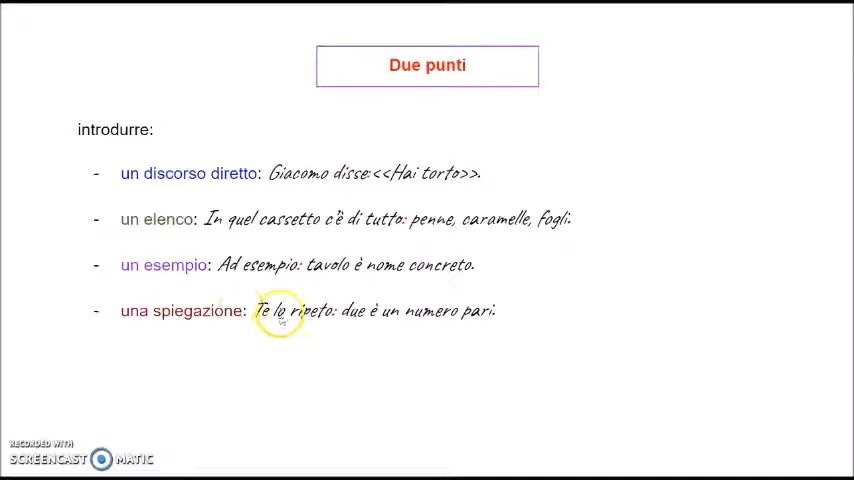 Due punti
introdurre:
- un discorso diretto: Giacomo disse:<<Hai torto>>.
- un elenco: In quel cassetto c'è di tutto: penne, caramelle, fogli.
- un esempio: Ad esempio: tavolo è nome concreto.
- una spiegazione: Te lo ripeto: due è un numero pari.
RECORDED WITH
SCREENCAST MATIC